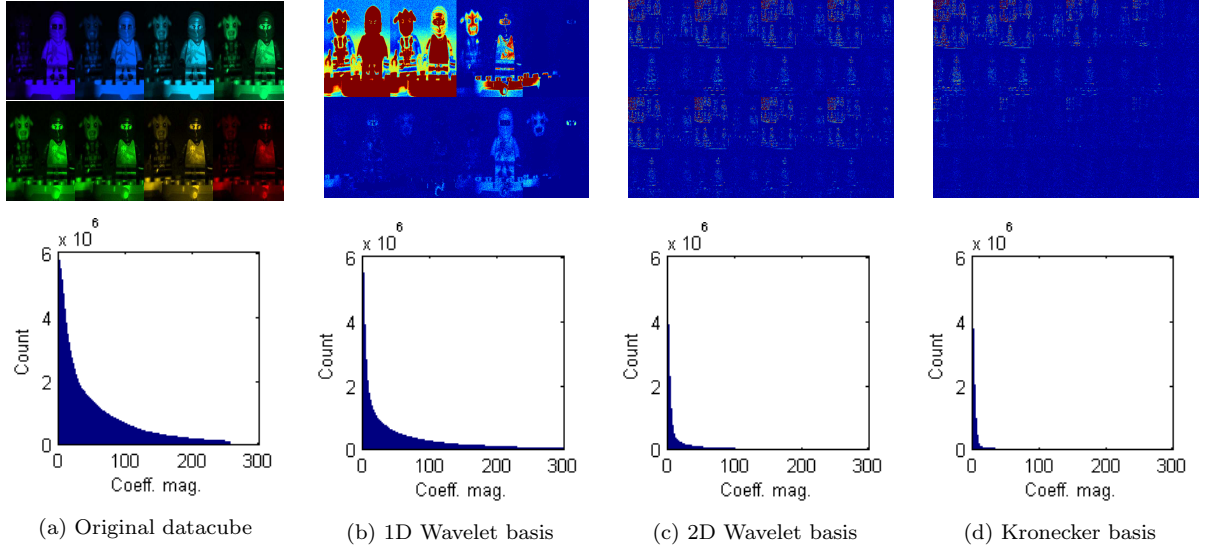 x 10^6
6
4
2
0
Count
0 100 200 300
Coeff. mag.
(a) Original datacube
x 10^6
6
4
2
0
Count
0 100 200 300
Coeff. mag.
(b) 1D Wavelet basis
x 10^6
6
4
2
0
Count
0 100 200 300
Coeff. mag.
(c) 2D Wavelet basis
x 10^6
6
4
2
0
Count
0 100 200 300
Coeff. mag.
(d) Kronecker basis